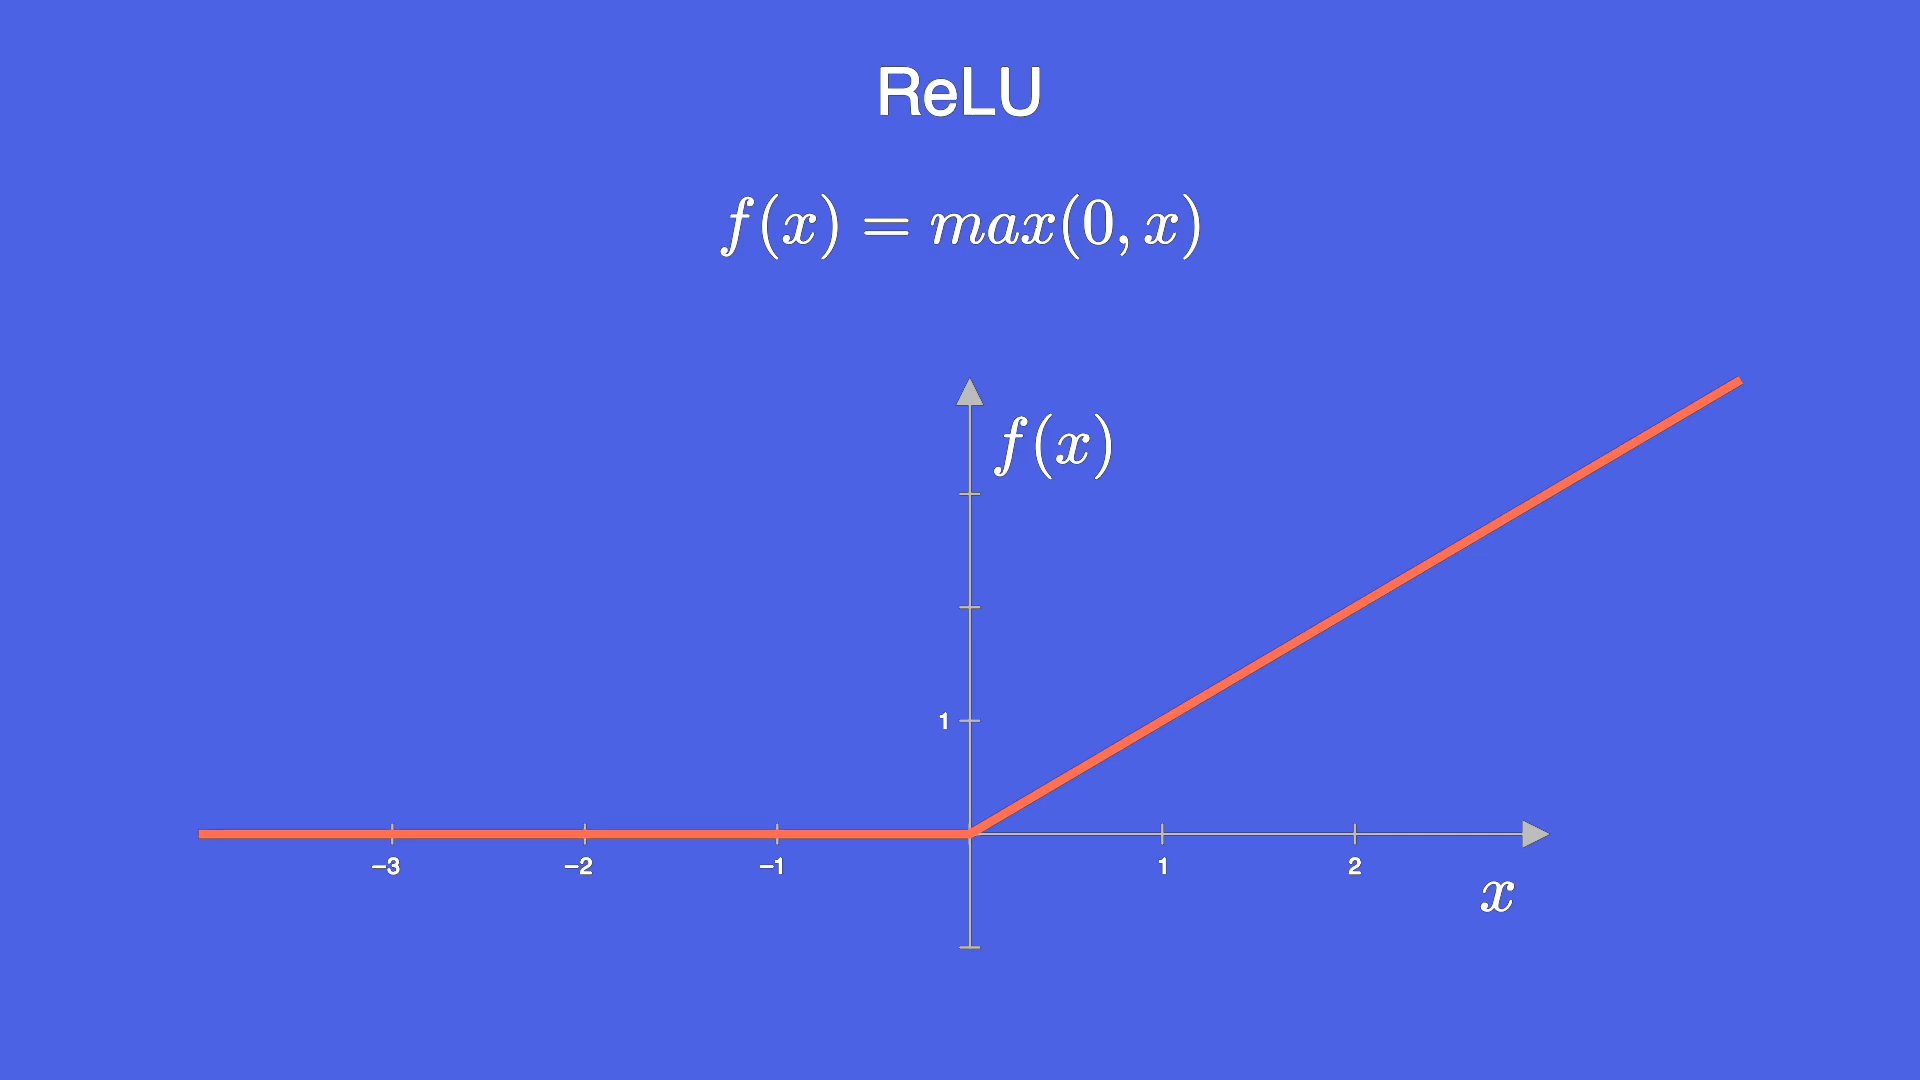 ReLU
f(x) = max(0, x)
f(x)
1
−3 −2 −1 1 2
x